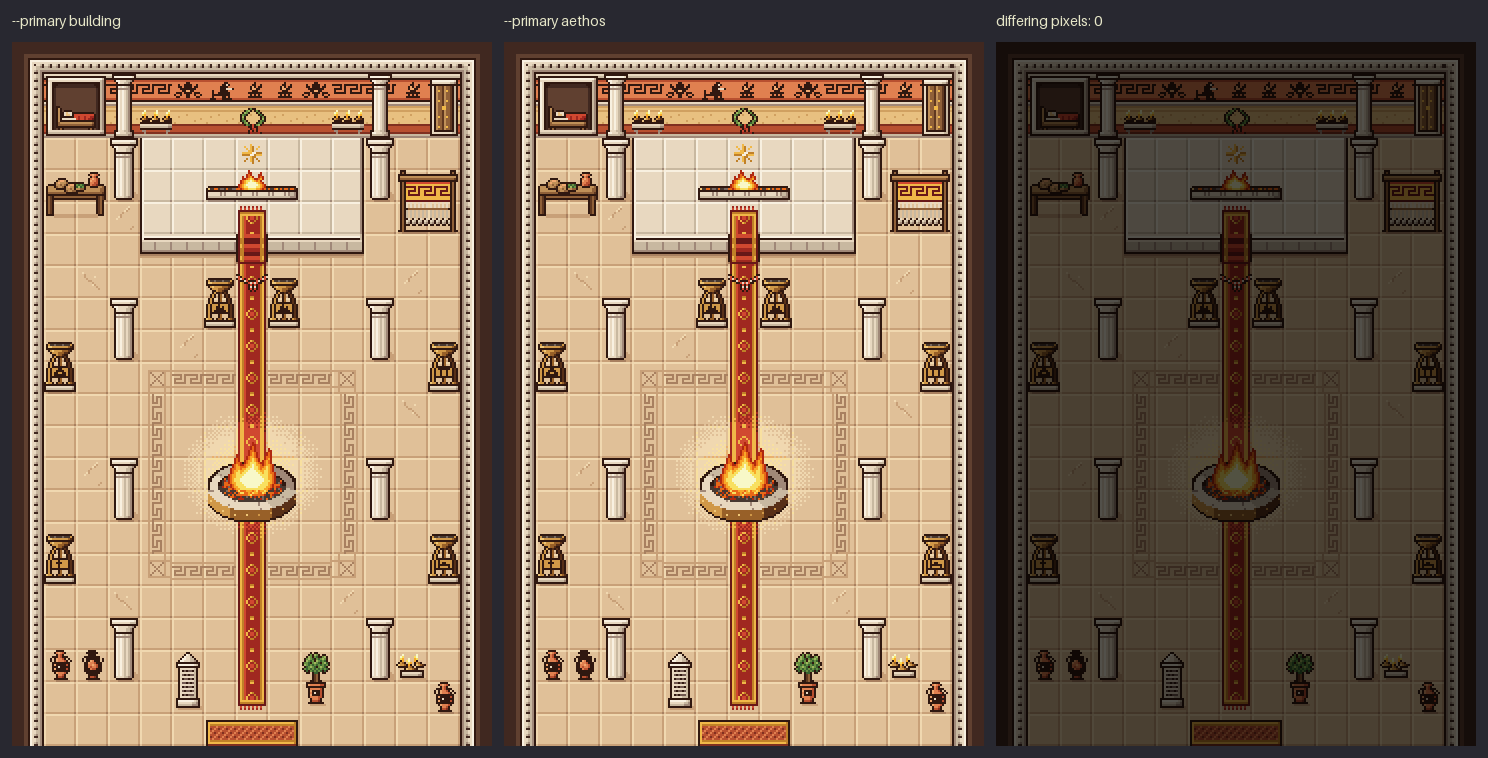 --primary building
--primary aethos
differing pixels: 0